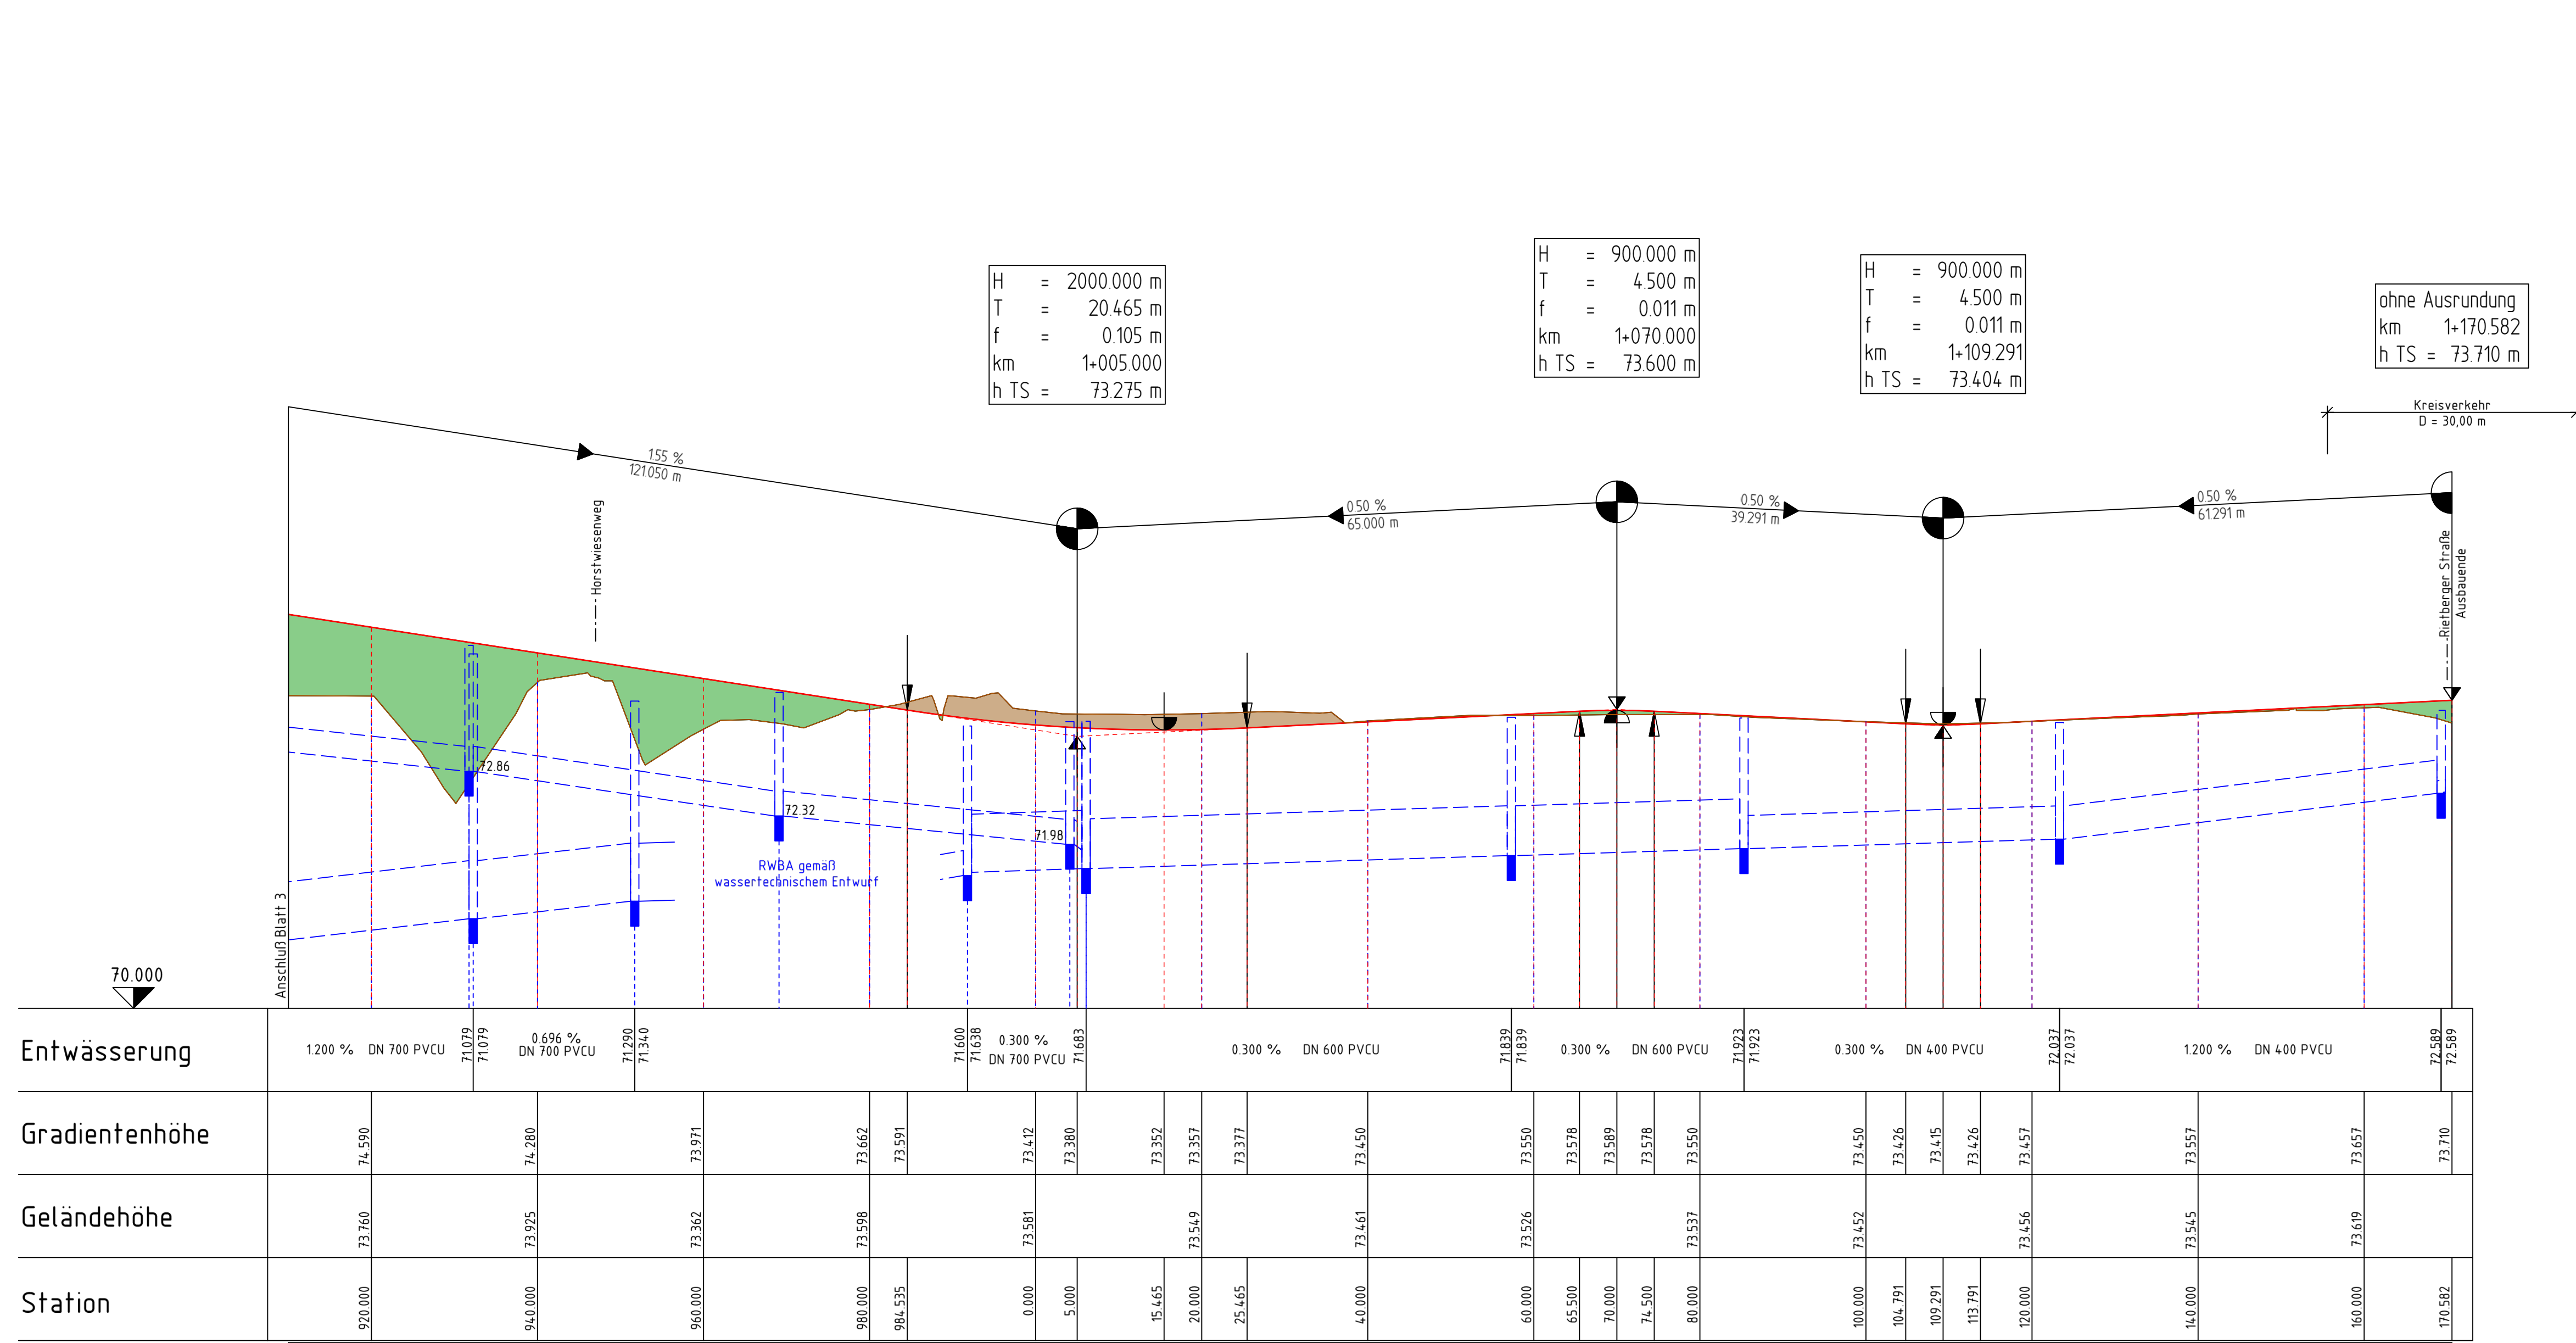 H = 2000.000 m
T = 20.465 m
f = 0.105 m
km 1+005.000
h TS = 73.275 m
H = 900.000 m
T = 4.500 m
f = 0.011 m
km 1+070.000
h TS = 73.600 m
H = 900.000 m
T = 4.500 m
f = 0.011 m
km 1+109.291
h TS = 73.404 m
ohne Ausrundung
km 1+170.582
h TS = 73.710 m
Kreisverkehr
D = 30,00 m
1.55 %
121.050 m
0.50 %
65.000 m
0.50 %
39.291 m
0.50 %
61.291 m
Horstwiesenweg
Rietberger Straße
Ausbauende
72.86
72.32
71.98
RWBA gemäß
wassertechnischem Entwurf
Anschluß Blatt 3
70.000
Entwässerung
1.200 % DN 700 PVCU
71.079
71.079
0.696 %
DN 700 PVCU
71.290
71.340
71.600
71.638
0.300 %
DN 700 PVCU
71.683
0.300 % DN 600 PVCU
71.839
71.839
0.300 % DN 600 PVCU
71.923
71.923
0.300 % DN 400 PVCU
72.037
72.037
1.200 % DN 400 PVCU
72.589
72.589
Gradientenhöhe
74.590
74.280
73.971
73.662
73.591
73.412
73.380
73.352
73.357
73.377
73.450
73.550
73.578
73.589
73.578
73.550
73.450
73.426
73.415
73.426
73.457
73.557
73.657
73.710
Geländehöhe
73.760
73.925
73.362
73.598
73.581
73.549
73.461
73.526
73.537
73.452
73.456
73.545
73.619
Station
920.000
940.000
960.000
980.000
984.535
0.000
5.000
15.465
20.000
25.465
40.000
60.000
65.500
70.000
74.500
80.000
100.000
104.791
109.291
113.791
120.000
140.000
160.000
170.582